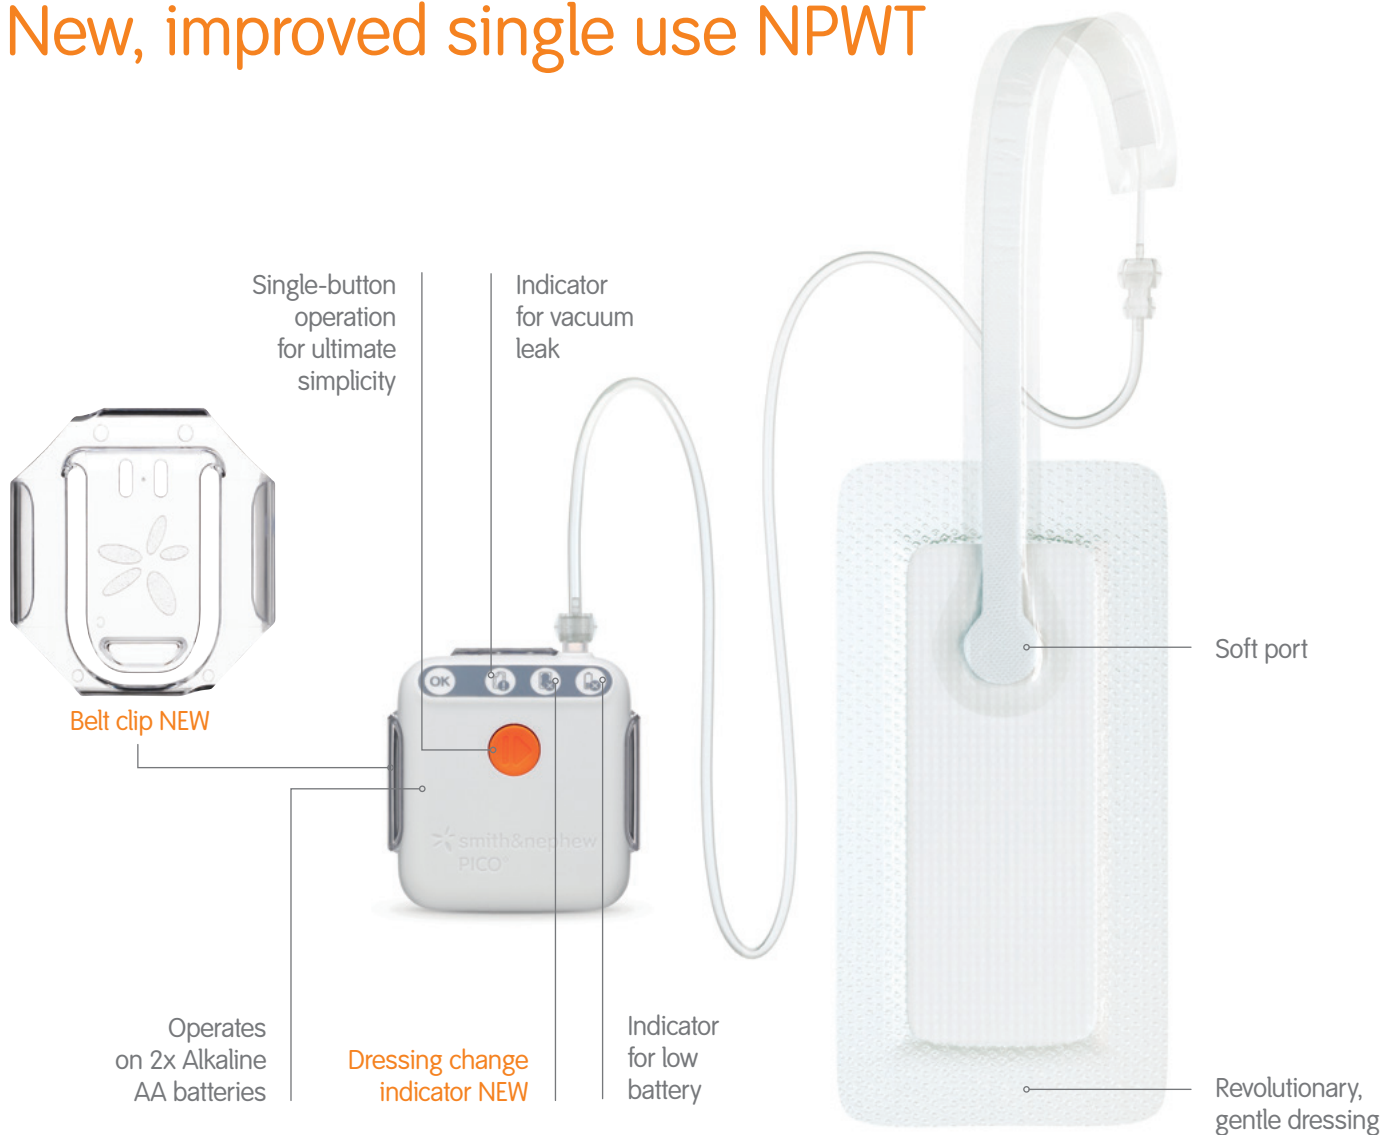 New, improved single use NPWT
Single-button
operation
for ultimate
simplicity
Indicator
for vacuum
leak
Belt clip NEW
OK
smith&nephew
PICO
Soft port
Operates
on 2x Alkaline
AA batteries
Dressing change
indicator NEW
Indicator
for low
battery
Revolutionary,
gentle dressing